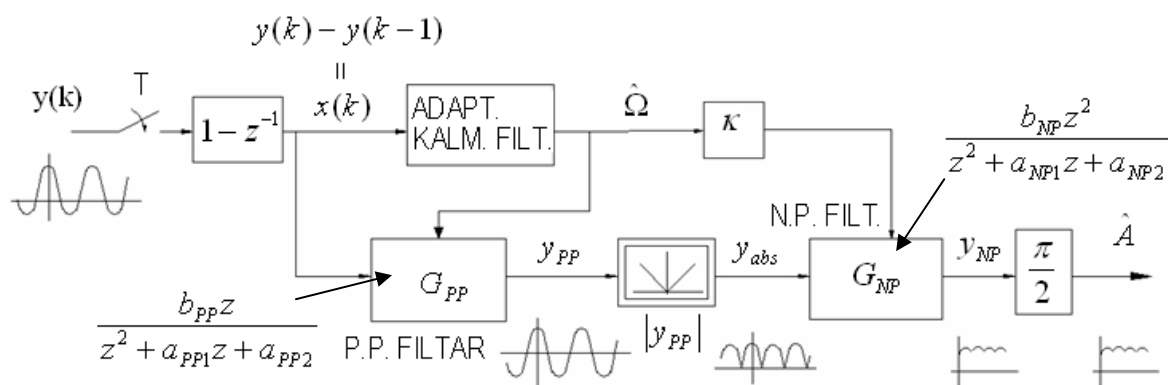 y(k) − y(k−1)
=
x(k)
T
y(k)
1 − z⁻¹
ADAPT.
KALM. FILT.
Ω̂
κ
b_NP z²
z² + a_NP1 z + a_NP2
N.P. FILT.
G_PP
y_PP
|y_PP|
y_abs
G_NP
y_NP
π
2
Â
b_PP z
z² + a_PP1 z + a_PP2
P.P. FILTAR